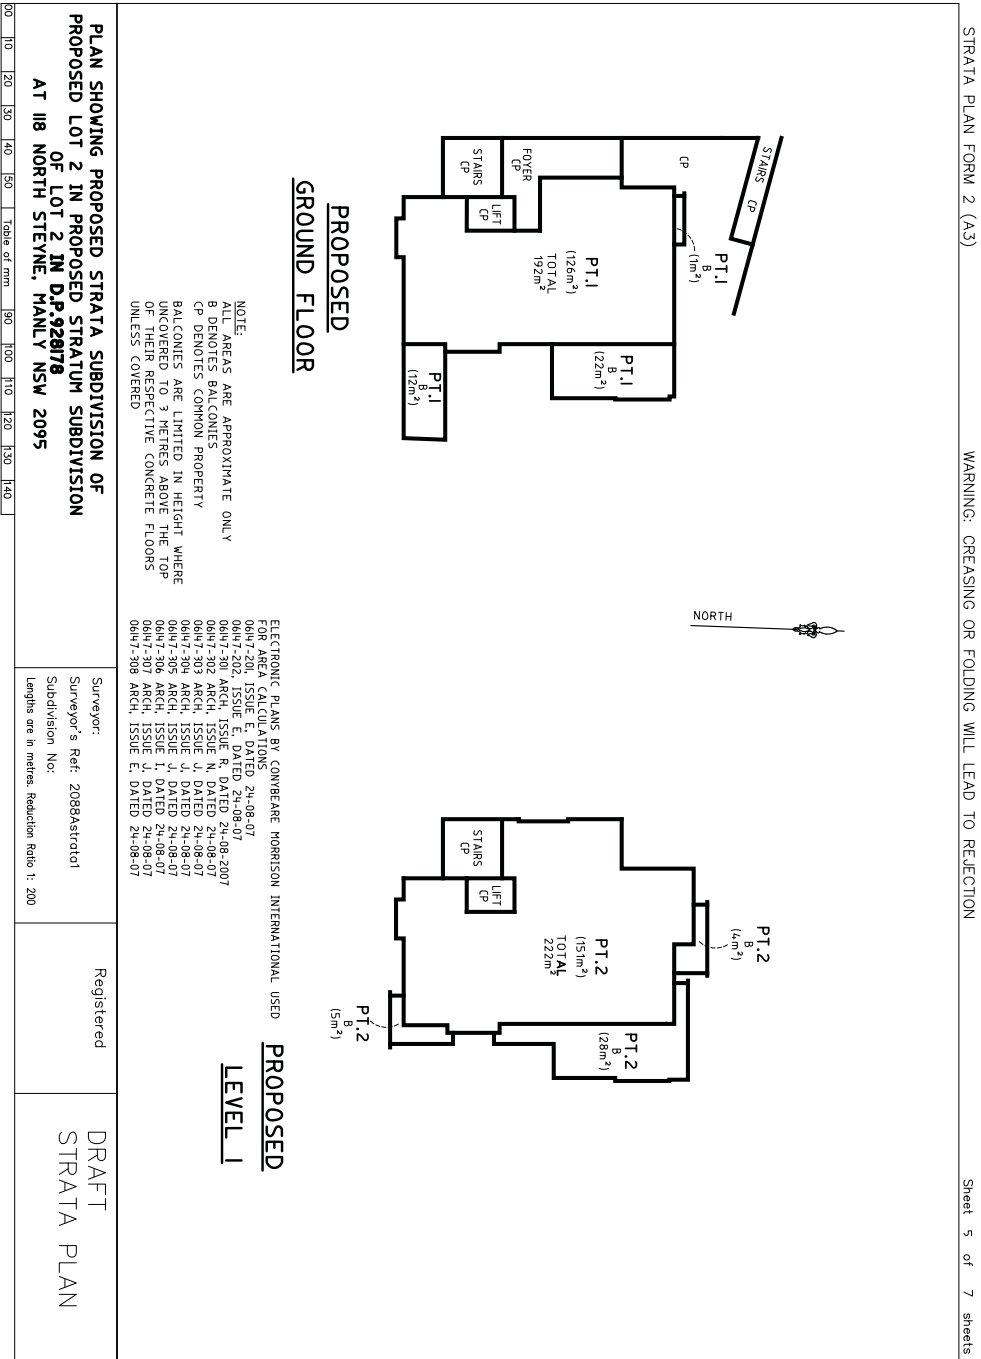 STRATA PLAN FORM 2 (A3)
WARNING: CREASING OR FOLDING WILL LEAD TO REJECTION
Sheet 5 of 7 sheets
STAIRS CP
CP
FOYER
CP
STAIRS
CP
LIFT
CP
PT.1
B
(1m²)
PT.1
(126m²)
TOTAL
192m²
PT.1
B
(22m²)
PT.1
B
(12m²)
PROPOSED
GROUND FLOOR
NORTH
STAIRS
CP
LIFT
CP
PT.2
B
(4m²)
PT.2
(151m²)
TOTAL
222m²
PT.2
B
(28m²)
PT.2
B
(5m²)
PROPOSED
LEVEL 1
NOTE:
ALL AREAS ARE APPROXIMATE ONLY
B DENOTES BALCONIES
CP DENOTES COMMON PROPERTY
BALCONIES ARE LIMITED IN HEIGHT WHERE
UNCOVERED TO 3 METRES ABOVE THE TOP
OF THEIR RESPECTIVE CONCRETE FLOORS
UNLESS COVERED
ELECTRONIC PLANS BY CONYBEARE MORRISON INTERNATIONAL USED
FOR AREA CALCULATIONS
06147-201, ISSUE E, DATED 24-08-07
06147-202, ISSUE E, DATED 24-08-07
06147-301 ARCH, ISSUE R, DATED 24-08-2007
06147-302 ARCH, ISSUE N, DATED 24-08-07
06147-303 ARCH, ISSUE J, DATED 24-08-07
06147-304 ARCH, ISSUE J, DATED 24-08-07
06147-305 ARCH, ISSUE J, DATED 24-08-07
06147-306 ARCH, ISSUE I, DATED 24-08-07
06147-307 ARCH, ISSUE J, DATED 24-08-07
06147-308 ARCH, ISSUE E, DATED 24-08-07
PLAN SHOWING PROPOSED STRATA SUBDIVISION OF
PROPOSED LOT 2 IN PROPOSED STRATUM SUBDIVISION
OF LOT 2 IN D.P.928178
AT 118 NORTH STEYNE, MANLY NSW 2095
Surveyor:
Surveyor's Ref: 2088Astrata1
Subdivision No:
Lengths are in metres. Reduction Ratio 1: 200
Registered
DRAFT
STRATA PLAN
00 10 20 30 40 50 Table of mm 90 100 110 120 130 140